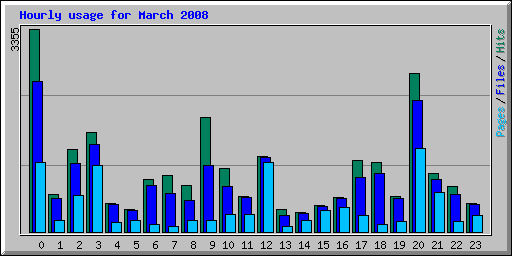 Hourly usage for March 2008
3355
Pages/Files/Hits
0 1 2 3 4 5 6 7 8 9 10 11 12 13 14 15 16 17 18 19 20 21 22 23